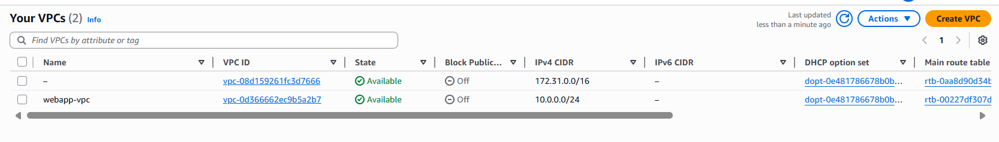 Your VPCs (2) Info
Last updated
less than a minute ago
Actions
Create VPC
Find VPCs by attribute or tag
1
Name VPC ID State Block Public... IPv4 CIDR IPv6 CIDR DHCP option set Main route table
– vpc-08d159261fc3d7666 Available Off 172.31.0.0/16 – dopt-0e481786678b0b... rtb-0aa8d90d34b
webapp-vpc vpc-0d366662ec9b5a2b7 Available Off 10.0.0.0/24 – dopt-0e481786678b0b... rtb-00227df307d